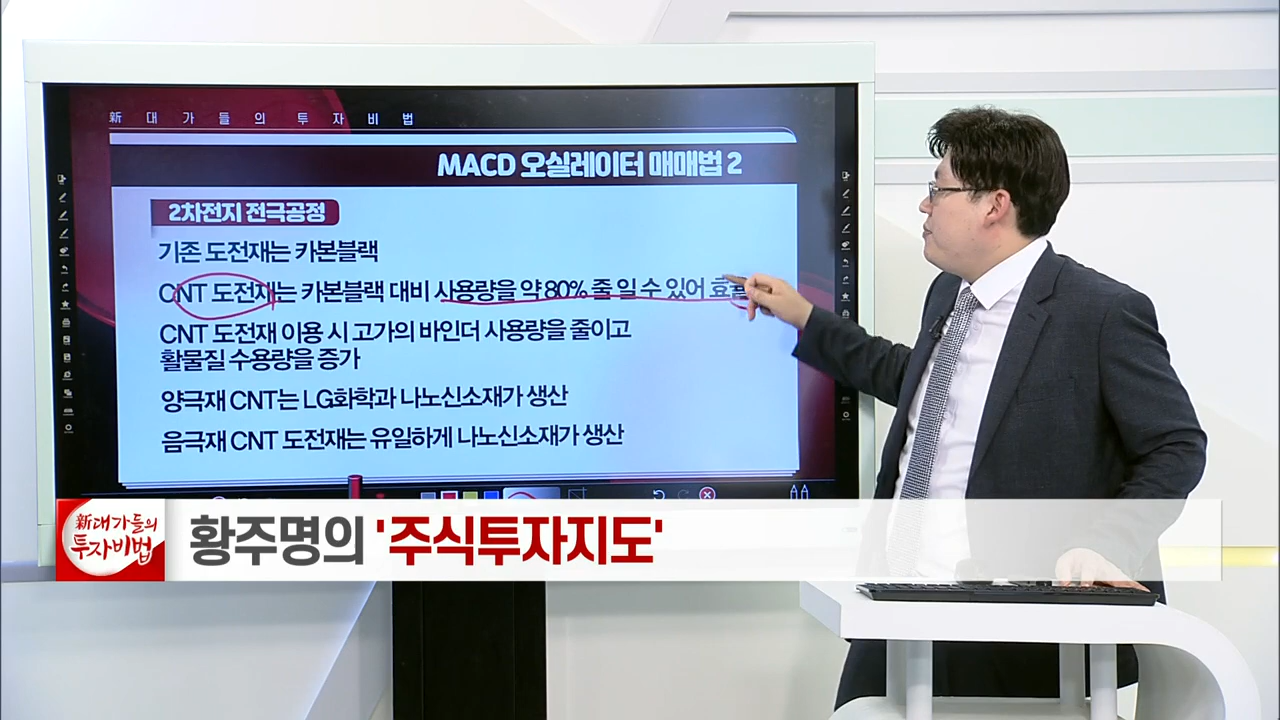 新대가들의투자비법
MACD 오실레이터 매매법 2
2차전지 전극공정
기존 도전재는 카본블랙
CNT 도전재는 카본블랙 대비 사용량을 약 80% 줄 일 수 있어 효율
CNT 도전재 이용 시 고가의 바인더 사용량을 줄이고
활물질 수용량을 증가
양극재 CNT는 LG화학과 나노신소재가 생산
음극재 CNT 도전재는 유일하게 나노신소재가 생산
新대가들의
투자비법
황주명의 '주식투자지도'